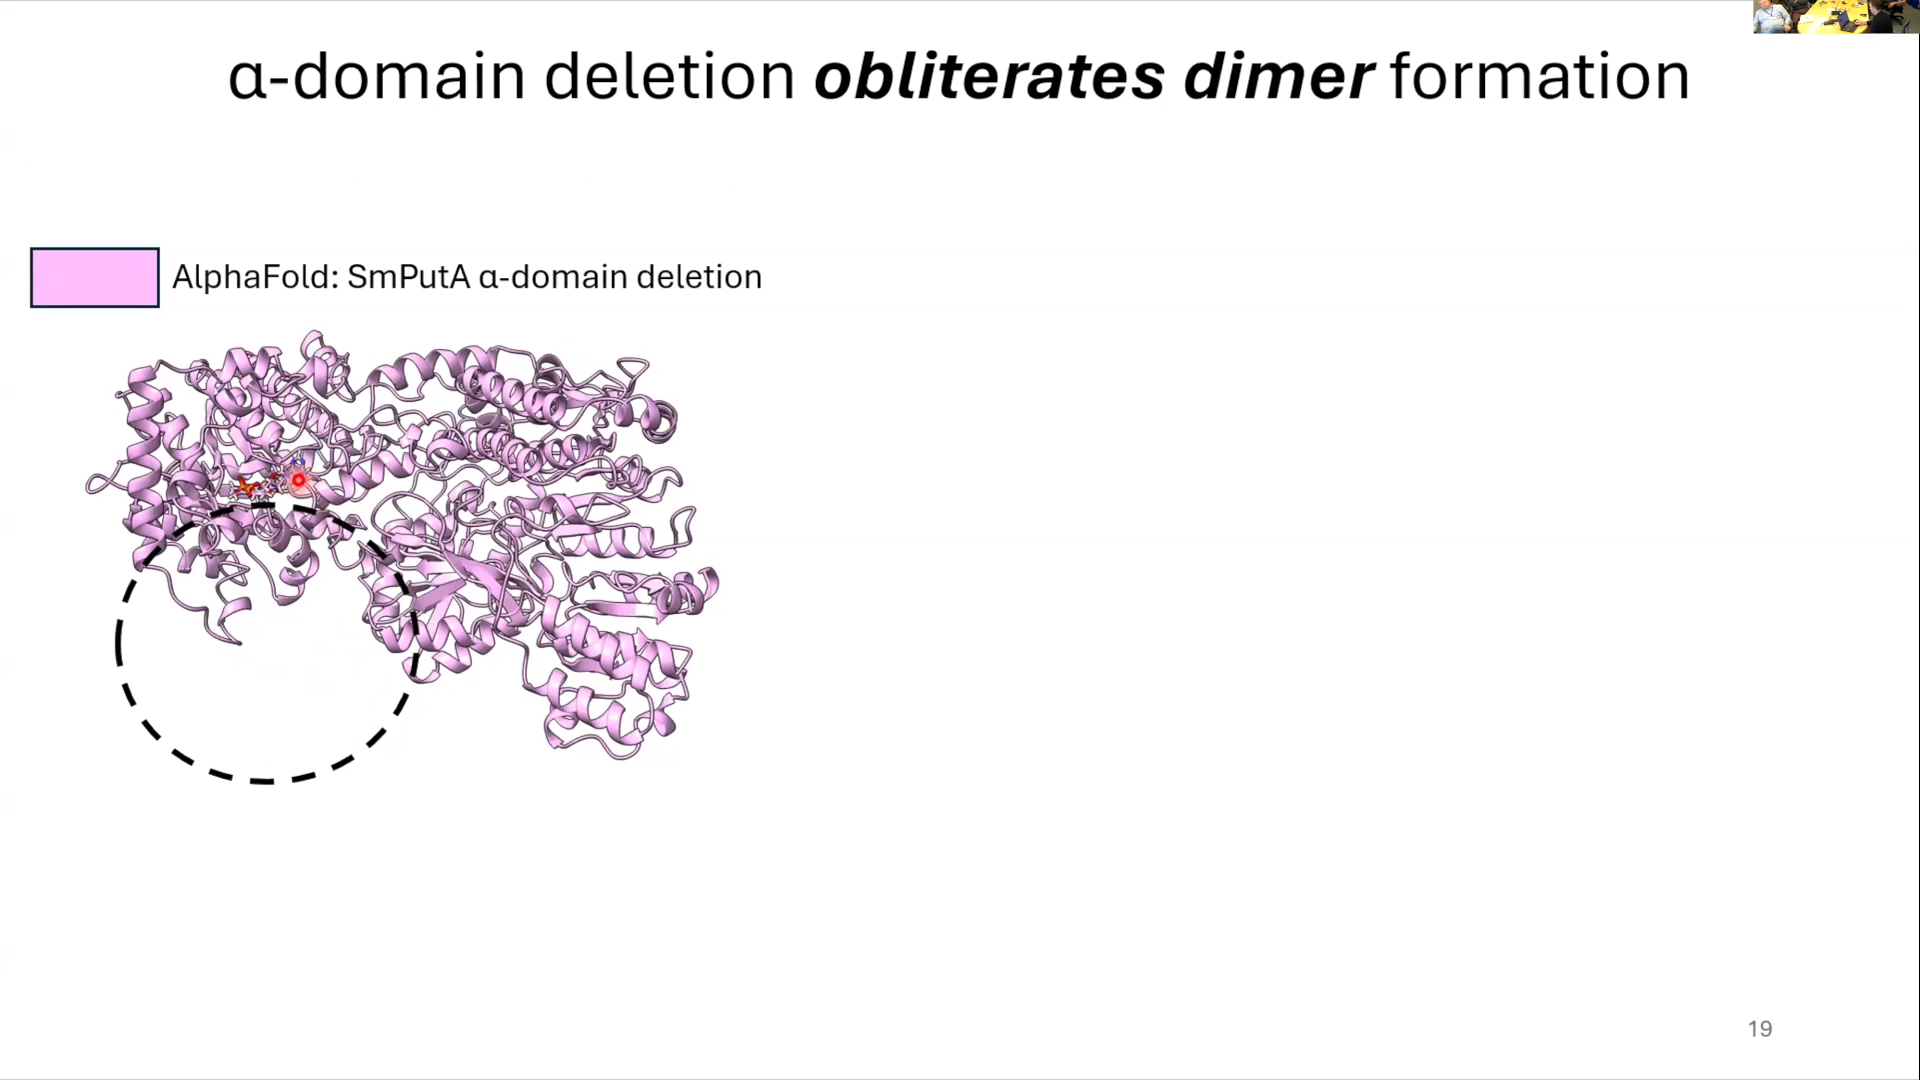 α-domain deletion obliterates dimer formation
AlphaFold: SmPutA α-domain deletion
19